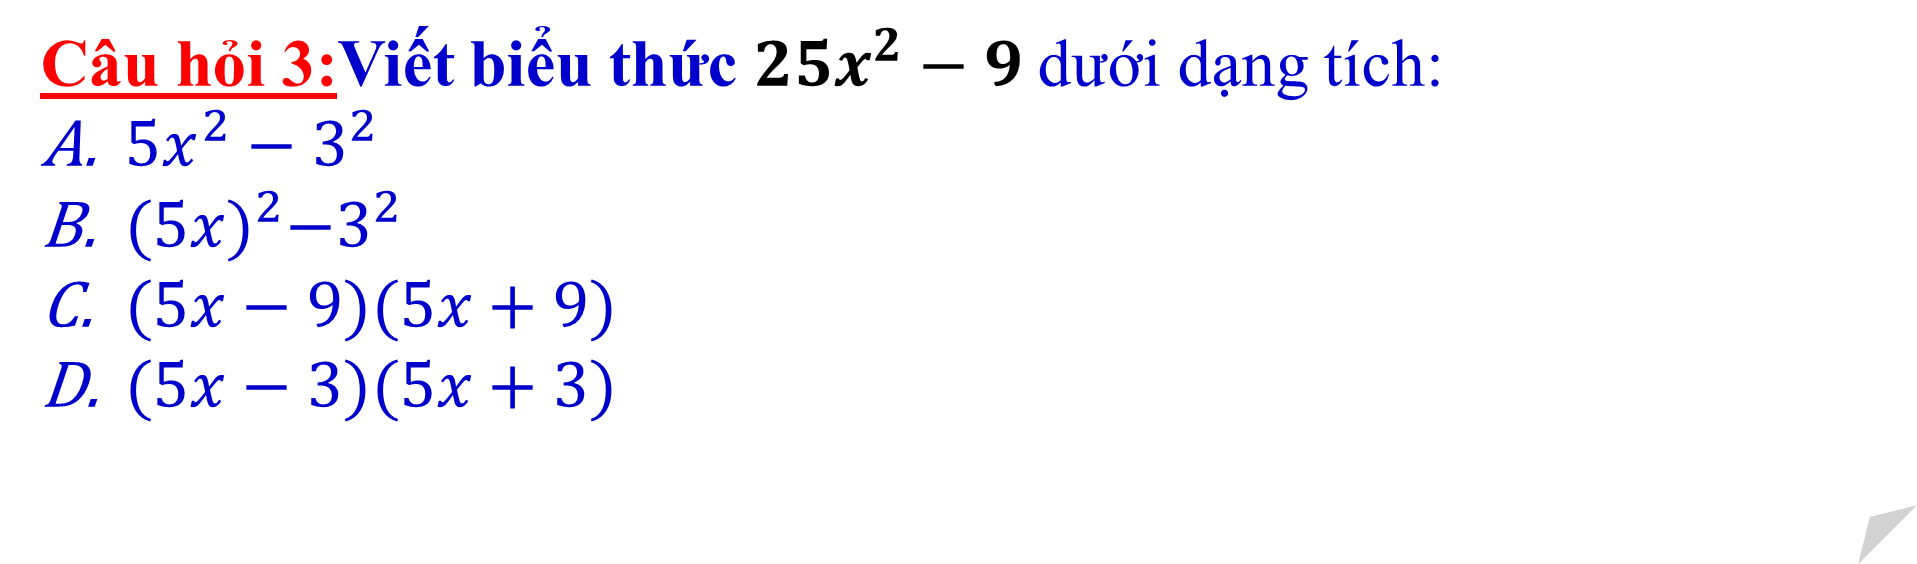 Câu hỏi 3:Viết biểu thức 25x² − 9 dưới dạng tích:
A. 5x² − 3²
B. (5x)²−3²
C. (5x − 9)(5x + 9)
D. (5x − 3)(5x + 3)